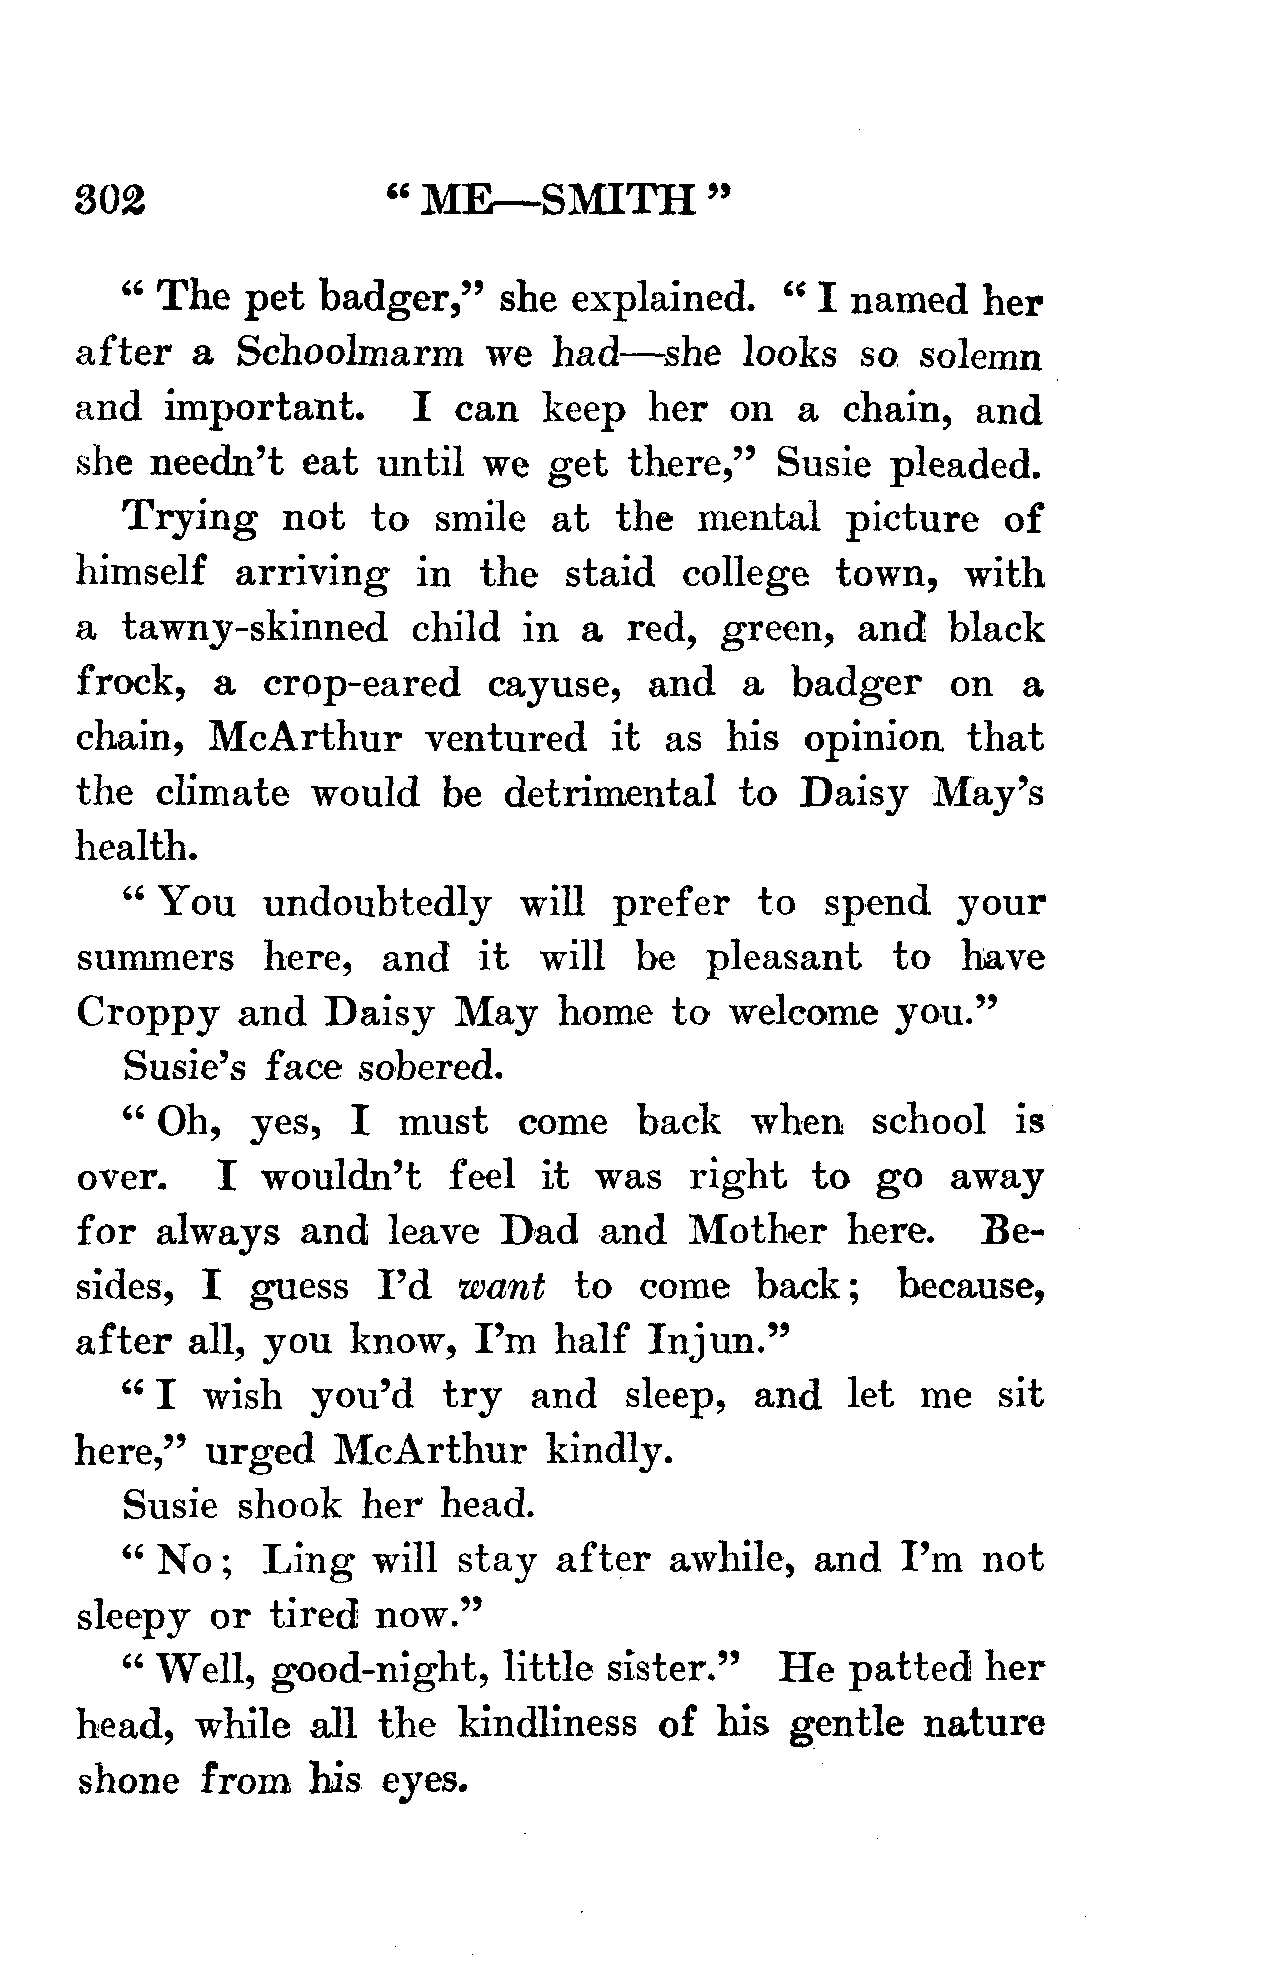 302 " ME—SMITH "
" The pet badger," she explained. " I named her
after a Schoolmarm we had—she looks so solemn
and important. I can keep her on a chain, and
she needn't eat until we get there," Susie pleaded.
Trying not to smile at the mental picture of
himself arriving in the staid college town, with
a tawny-skinned child in a red, green, and black
frock, a crop-eared cayuse, and a badger on a
chain, McArthur ventured it as his opinion that
the climate would be detrimental to Daisy May's
health.
" You undoubtedly will prefer to spend your
summers here, and it will be pleasant to have
Croppy and Daisy May home to welcome you."
Susie's face sobered.
" Oh, yes, I must come back when school is
over. I wouldn't feel it was right to go away
for always and leave Dad and Mother here. Be-
sides, I guess I'd want to come back; because,
after all, you know, I'm half Injun."
" I wish you'd try and sleep, and let me sit
here," urged McArthur kindly.
Susie shook her head.
" No; Ling will stay after awhile, and I'm not
sleepy or tired now."
" Well, good-night, little sister." He patted her
head, while all the kindliness of his gentle nature
shone from his eyes.